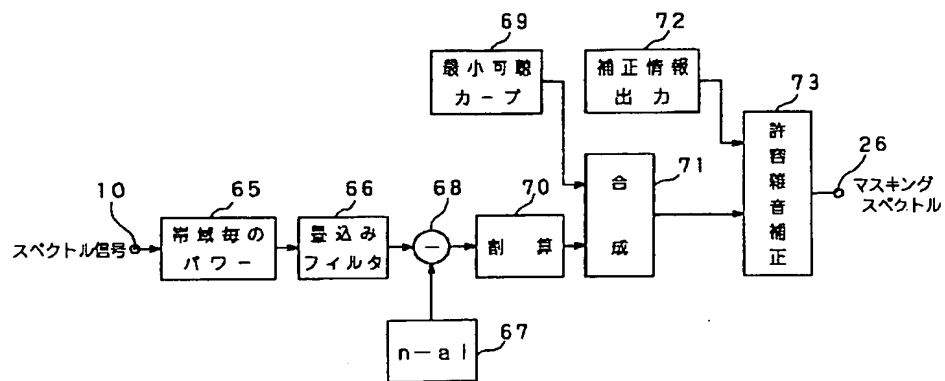 69
最小可聴
カーブ
72
補正情報
出力
73
許容雑音補正
26
マスキング
スペクトル
10
スペクトル信号
65
帯域毎の
パワー
66
畳込み
フィルタ
68
−
70
割算
合成
71
n−ai
67